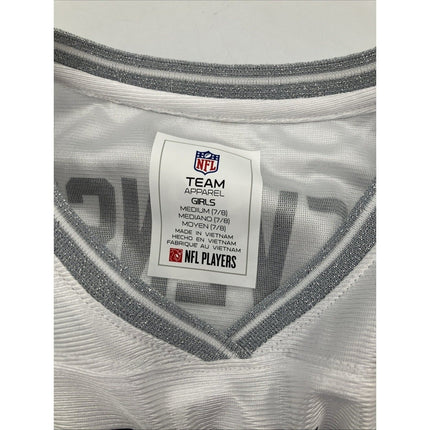 NFL
TEAM
APPAREL
GIRLS
MEDIUM (7/8)
MEDIANO (7/8)
MOYEN (7/8)
MADE IN VIETNAM
HECHO EN VIETNAM
FABRIQUE AU VIETNAM
NFL PLAYERS